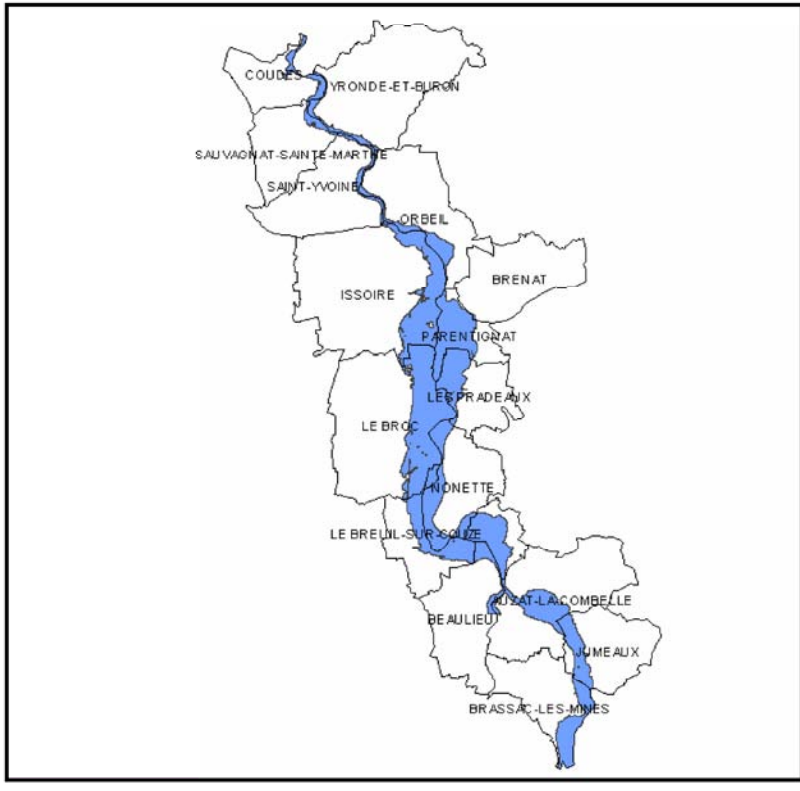 COUDES
YRONDE-ET-BURON
SAUVAGNAT-SAINTE-MARTHE
SAINT-YVOINE
ORBEIL
BRENAT
ISSOIRE
PARENTIGNAT
LES PRADEAUX
LE BROC
NONETTE
LE BREUIL-SUR-COUZE
AUZAT-LA-COMBELLE
BEAULIEU
JUMEAUX
BRASSAC-LES-MINES